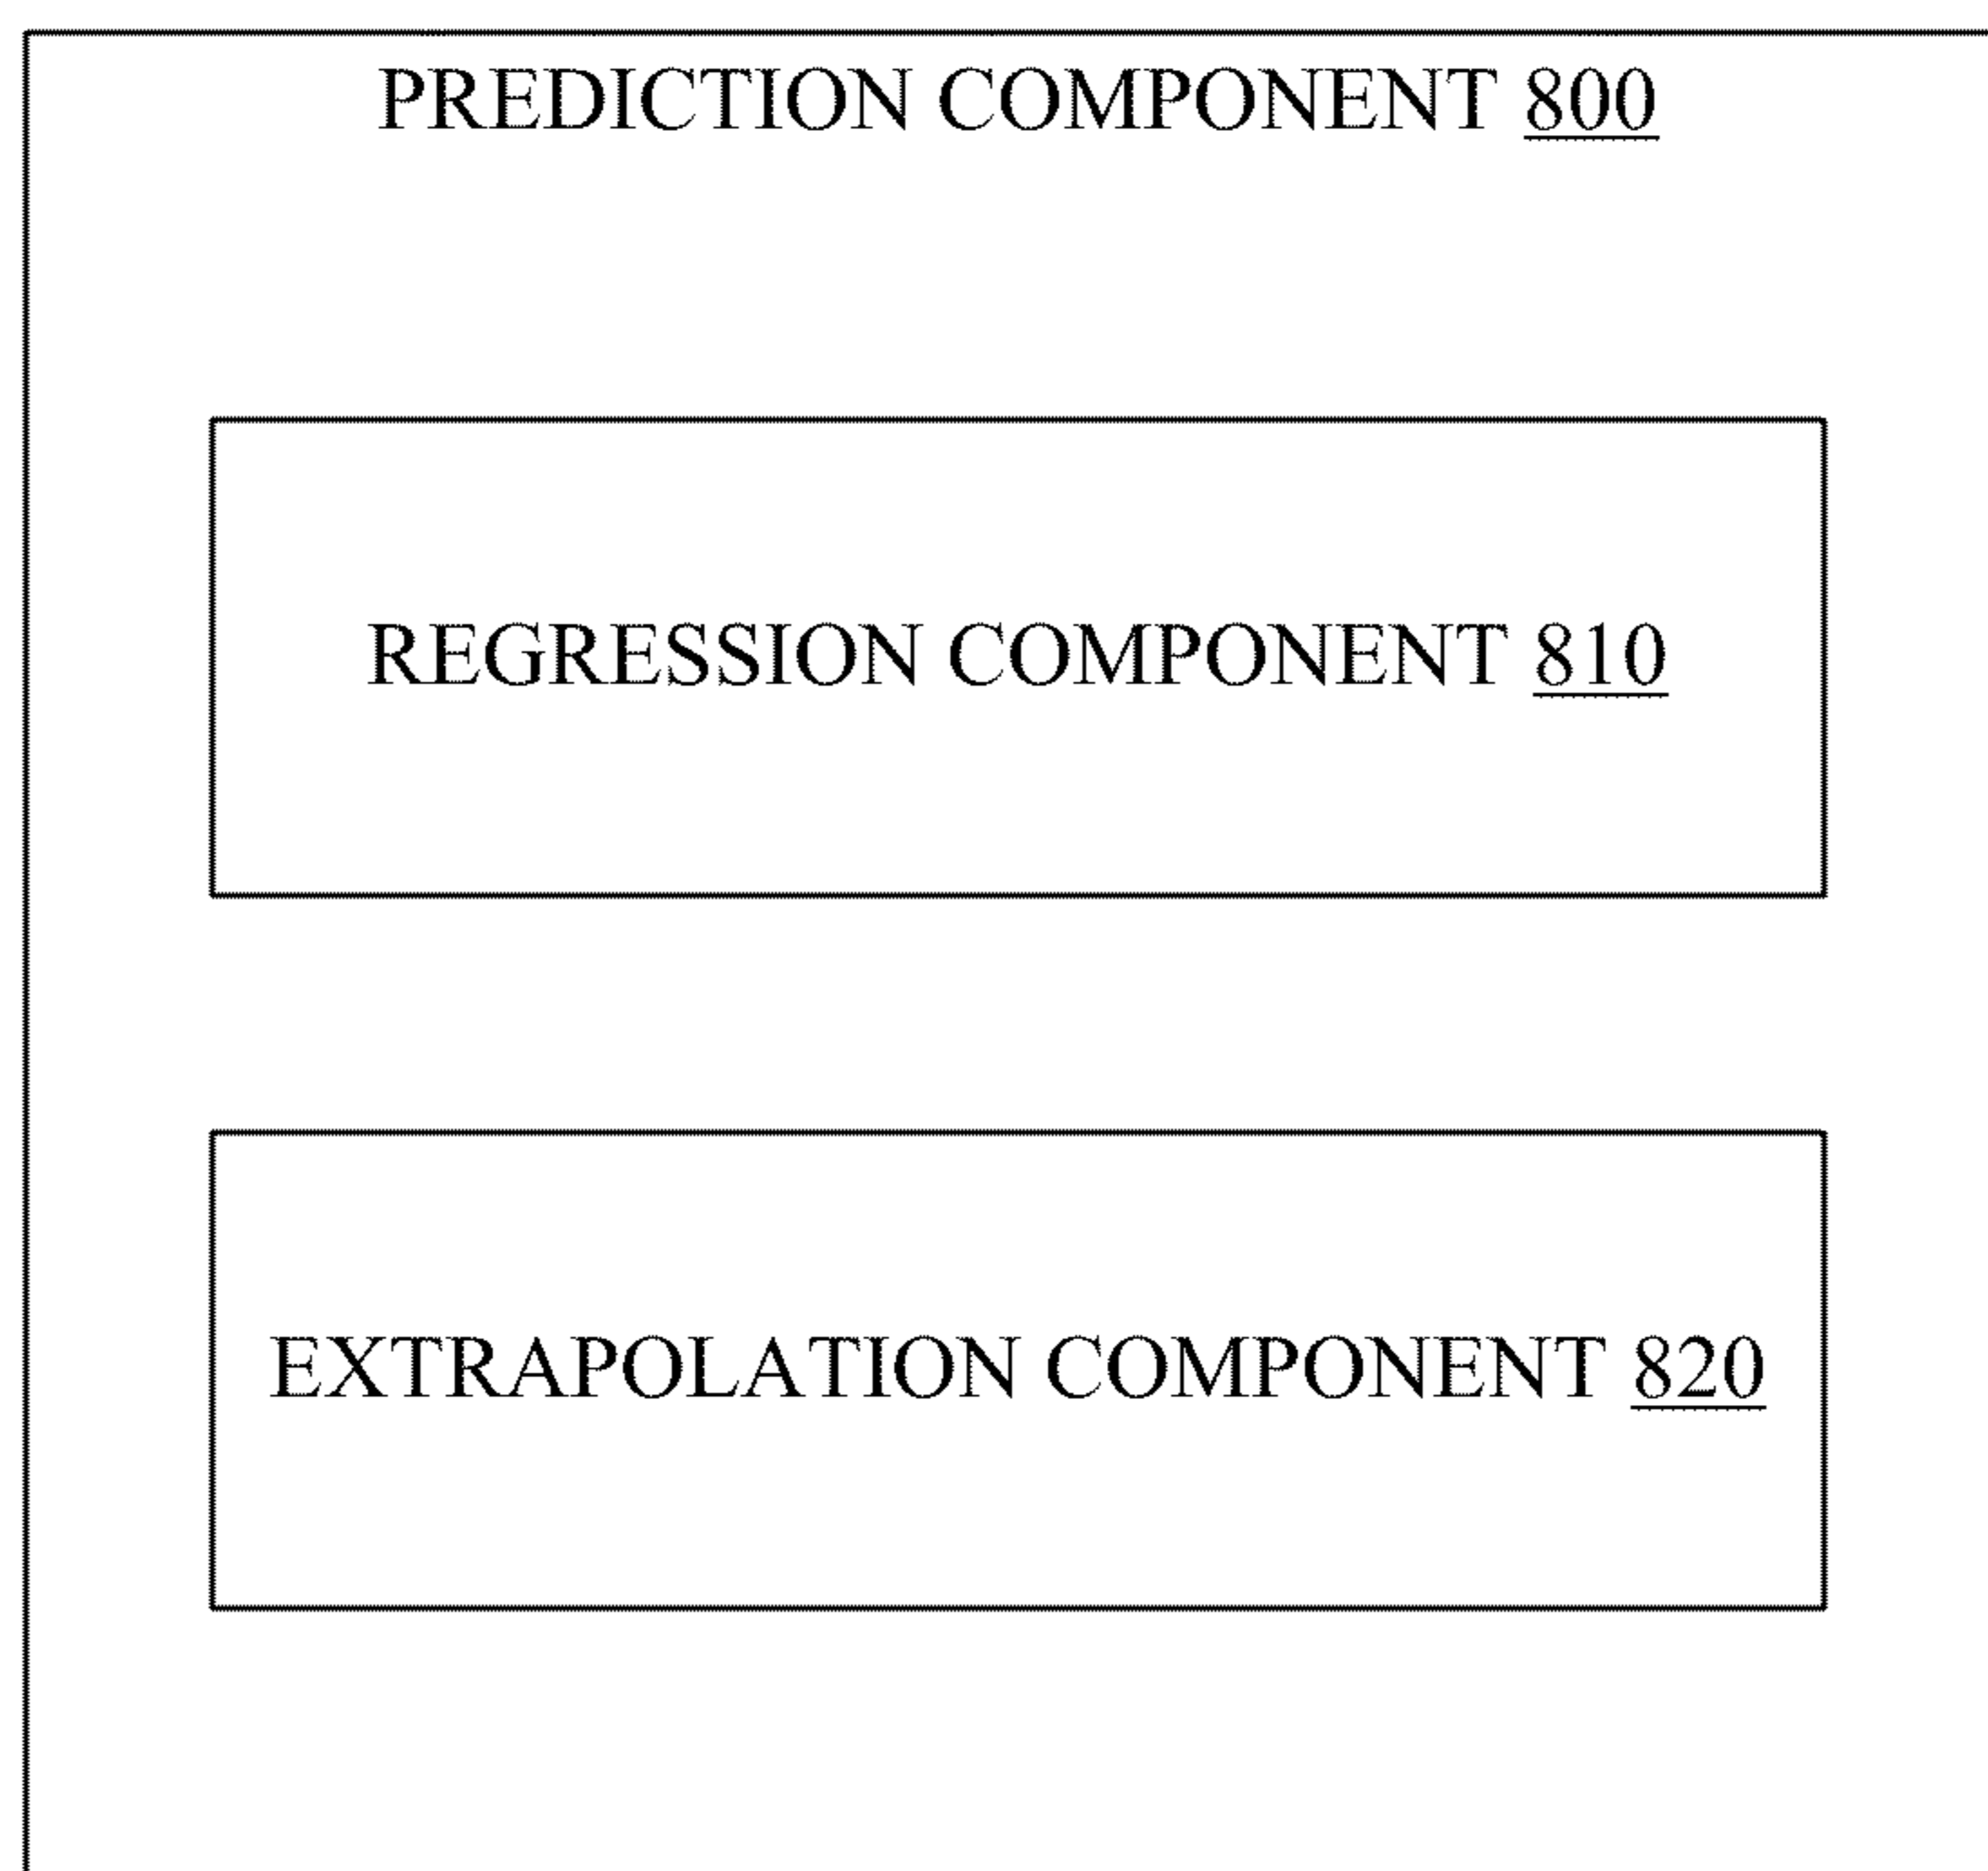 PREDICTION COMPONENT 800
REGRESSION COMPONENT 810
EXTRAPOLATION COMPONENT 820